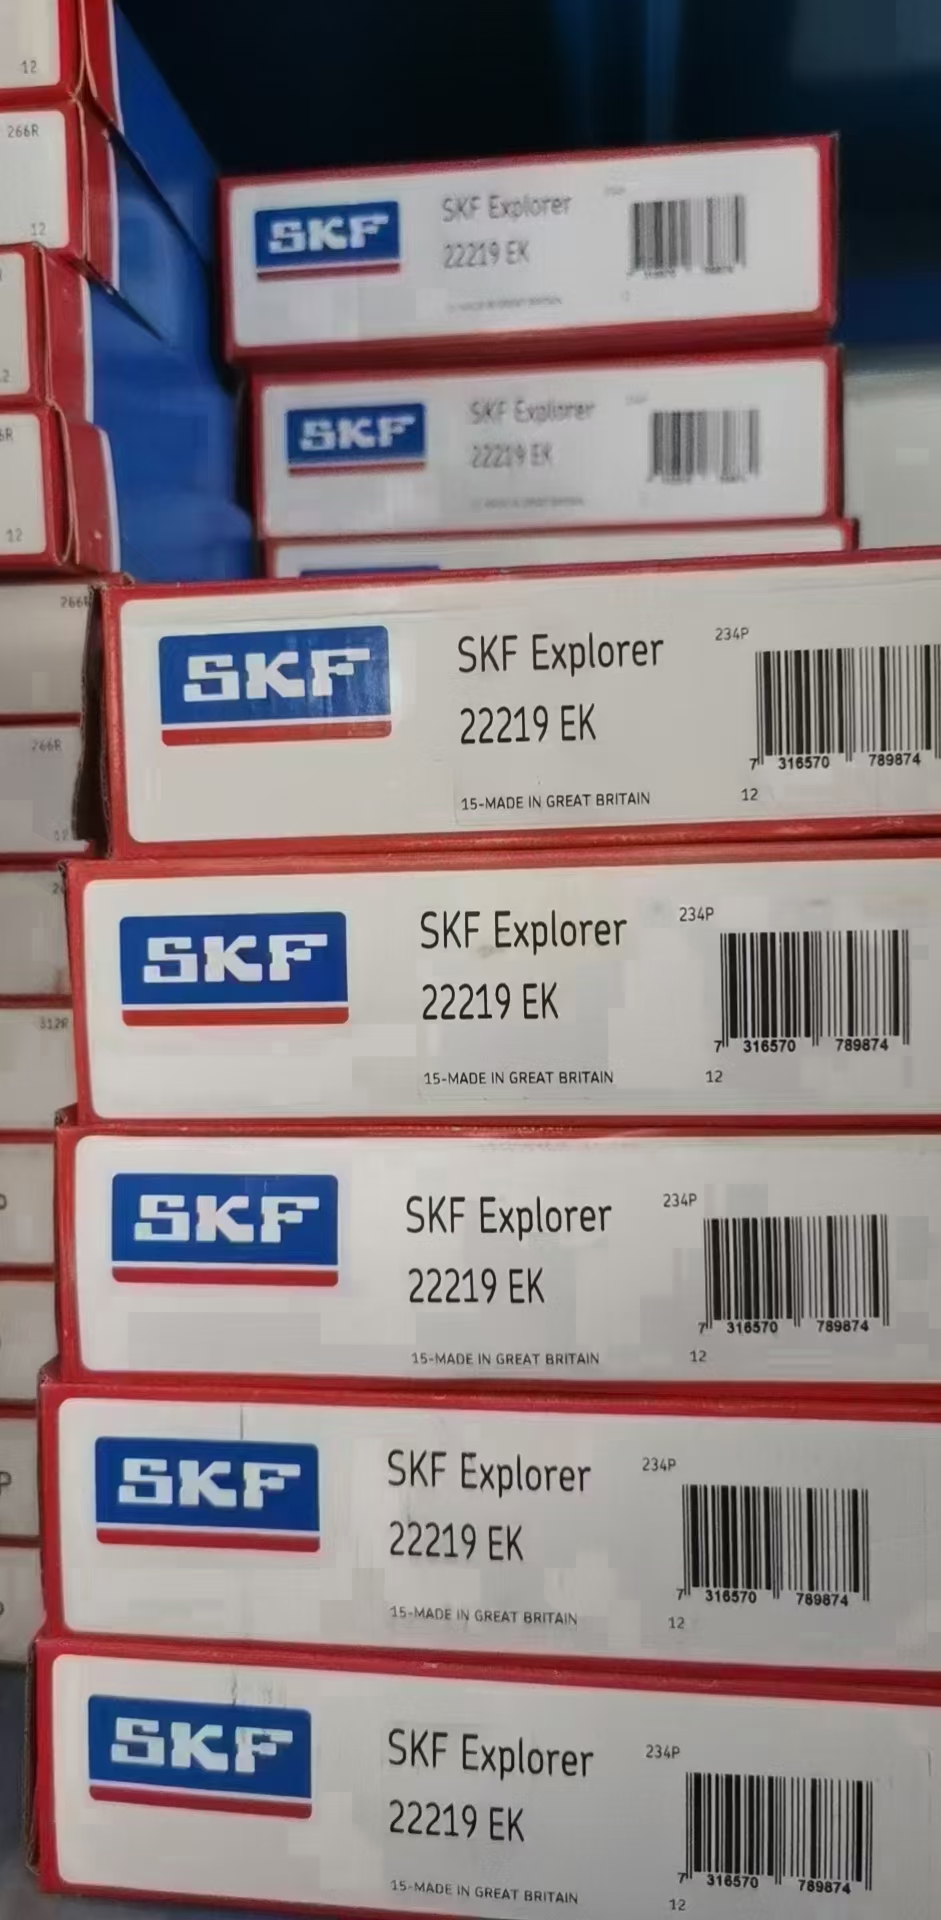 12
266R
12
SKF
SKF Explorer
22219 EK
SKF
SKF Explorer
22219 EK
12
266R
SKF
SKF Explorer
22219 EK
15-MADE IN GREAT BRITAIN
234P
7 316570 789874
12
266R
SKF
SKF Explorer
22219 EK
15-MADE IN GREAT BRITAIN
234P
7 316570 789874
12
312R
SKF
SKF Explorer
22219 EK
15-MADE IN GREAT BRITAIN
234P
7 316570 789874
12
SKF
SKF Explorer
22219 EK
15-MADE IN GREAT BRITAIN
234P
7 316570 789874
12
SKF
SKF Explorer
22219 EK
15-MADE IN GREAT BRITAIN
234P
7 316570 789874
12